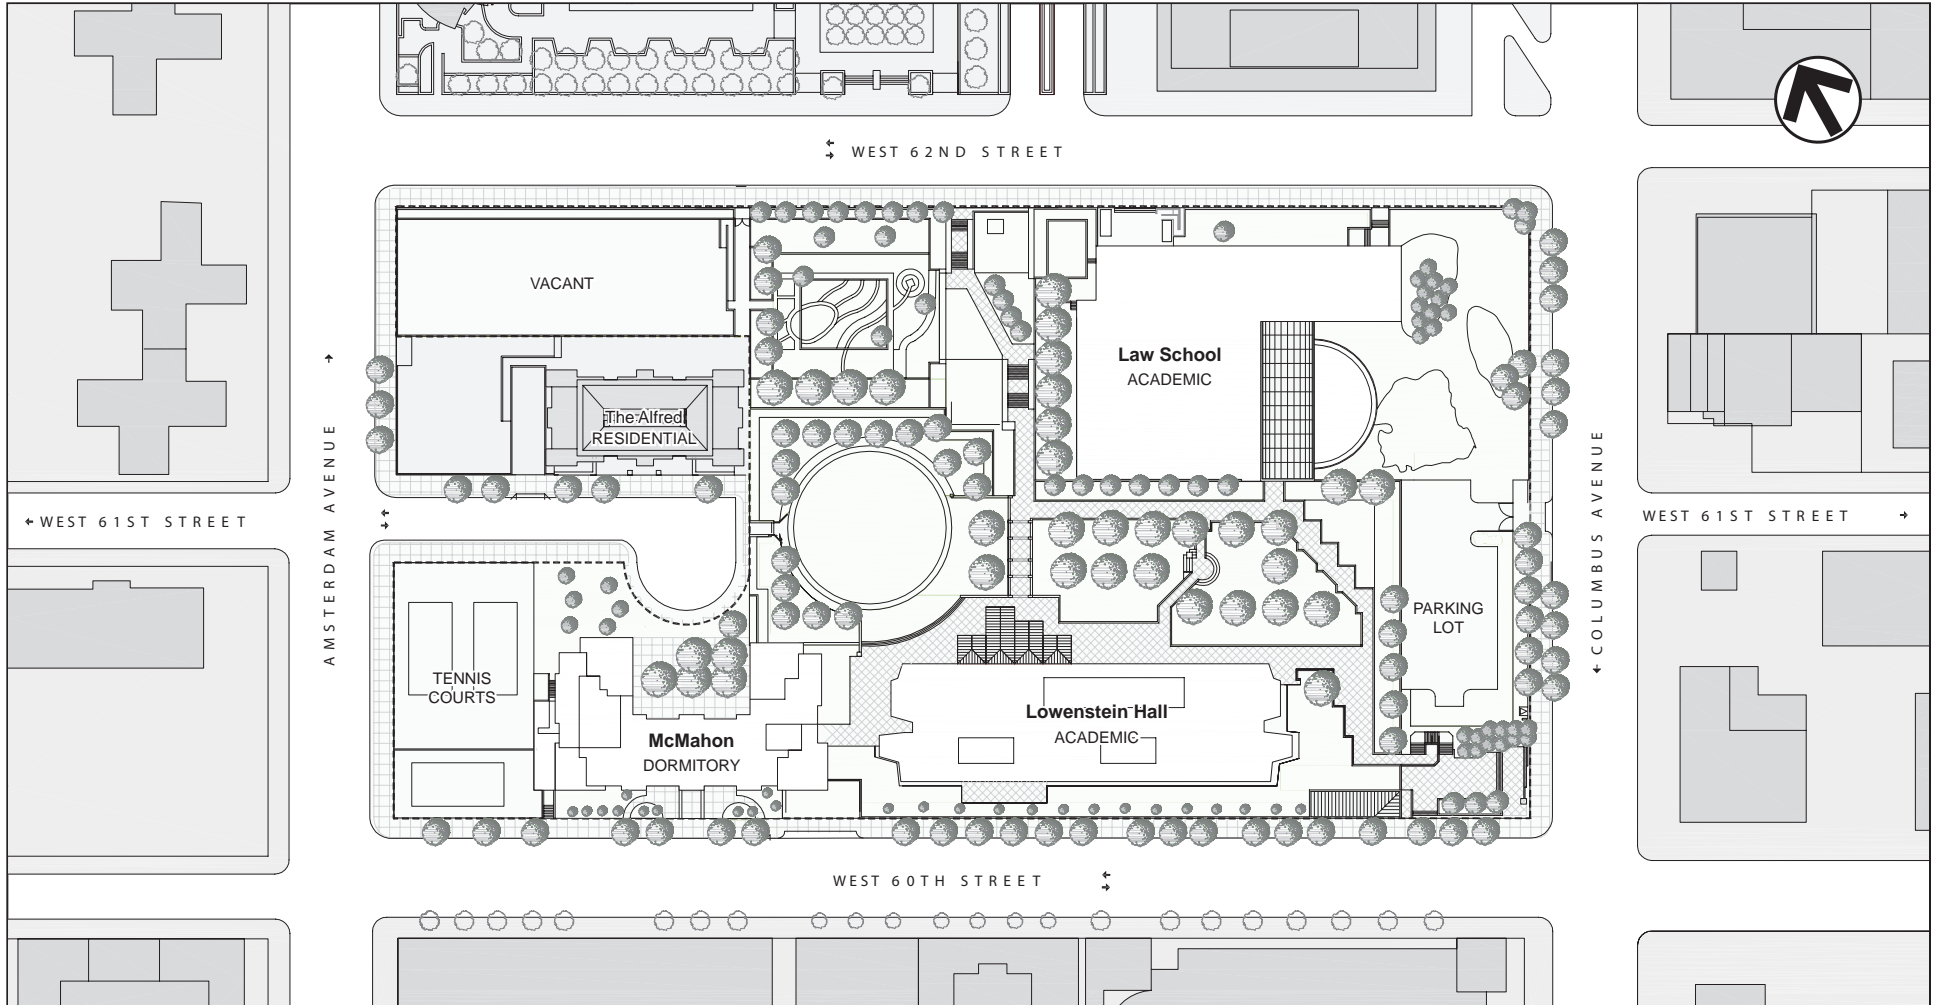 WEST 62ND STREET
VACANT
Law School
ACADEMIC
The Alfred
RESIDENTIAL
AMSTERDAM AVENUE
COLUMBUS AVENUE
WEST 61ST STREET
WEST 61ST STREET
PARKING
LOT
TENNIS
COURTS
Lowenstein Hall
ACADEMIC
McMahon
DORMITORY
WEST 60TH STREET